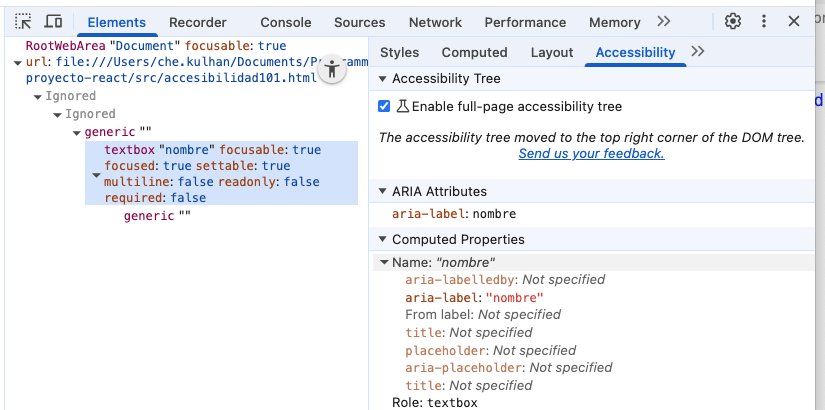 Elements Recorder Console Sources Network Performance Memory
RootWebArea "Document" focusable: true
url: file:///Users/che.kulhan/Documents/Programm
proyecto-react/src/accesibilidad101.html
Ignored
Ignored
generic ""
textbox "nombre" focusable: true
focused: true settable: true
multiline: false readonly: false
required: false
generic ""
Styles Computed Layout Accessibility
Accessibility Tree
Enable full-page accessibility tree
The accessibility tree moved to the top right corner of the DOM tree.
Send us your feedback.
ARIA Attributes
aria-label: nombre
Computed Properties
Name: "nombre"
aria-labelledby: Not specified
aria-label: "nombre"
From label: Not specified
title: Not specified
placeholder: Not specified
aria-placeholder: Not specified
title: Not specified
Role: textbox